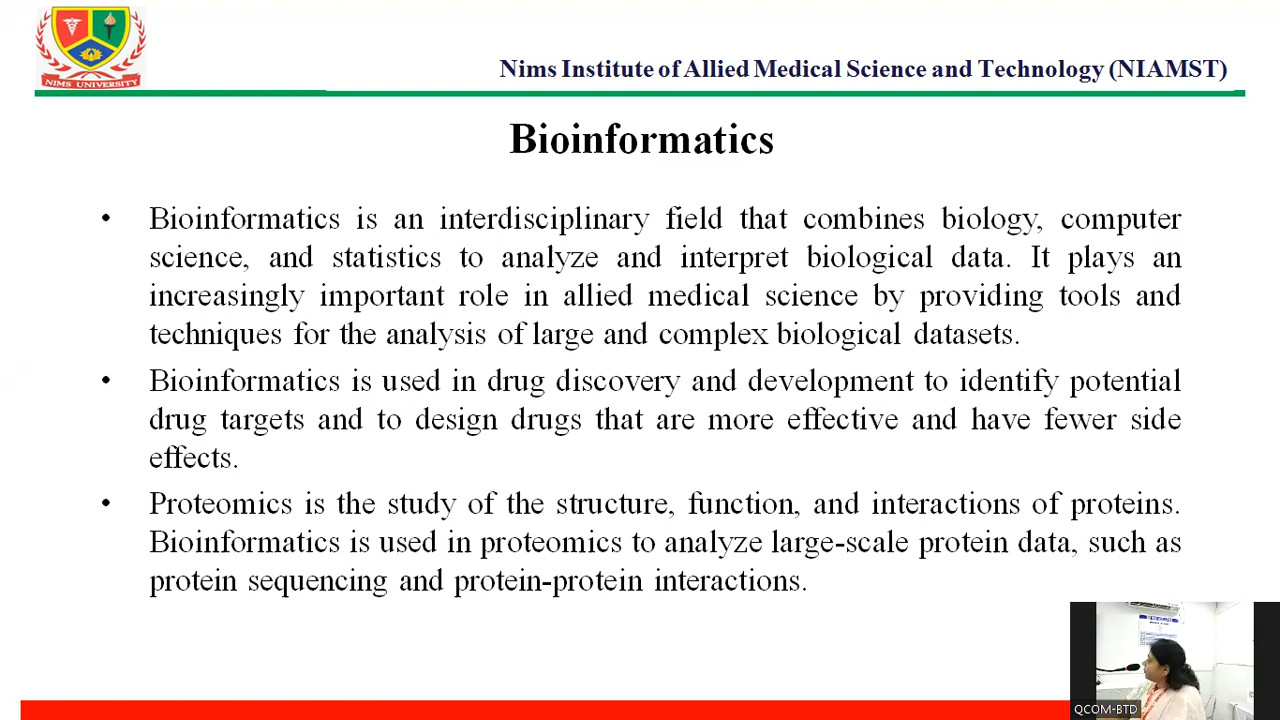 NIMS UNIVERSITY
Nims Institute of Allied Medical Science and Technology (NIAMST)
Bioinformatics
• Bioinformatics is an interdisciplinary field that combines biology, computer
science, and statistics to analyze and interpret biological data. It plays an
increasingly important role in allied medical science by providing tools and
techniques for the analysis of large and complex biological datasets.
• Bioinformatics is used in drug discovery and development to identify potential
drug targets and to design drugs that are more effective and have fewer side
effects.
• Proteomics is the study of the structure, function, and interactions of proteins.
Bioinformatics is used in proteomics to analyze large-scale protein data, such as
protein sequencing and protein-protein interactions.
QCOM-BTD